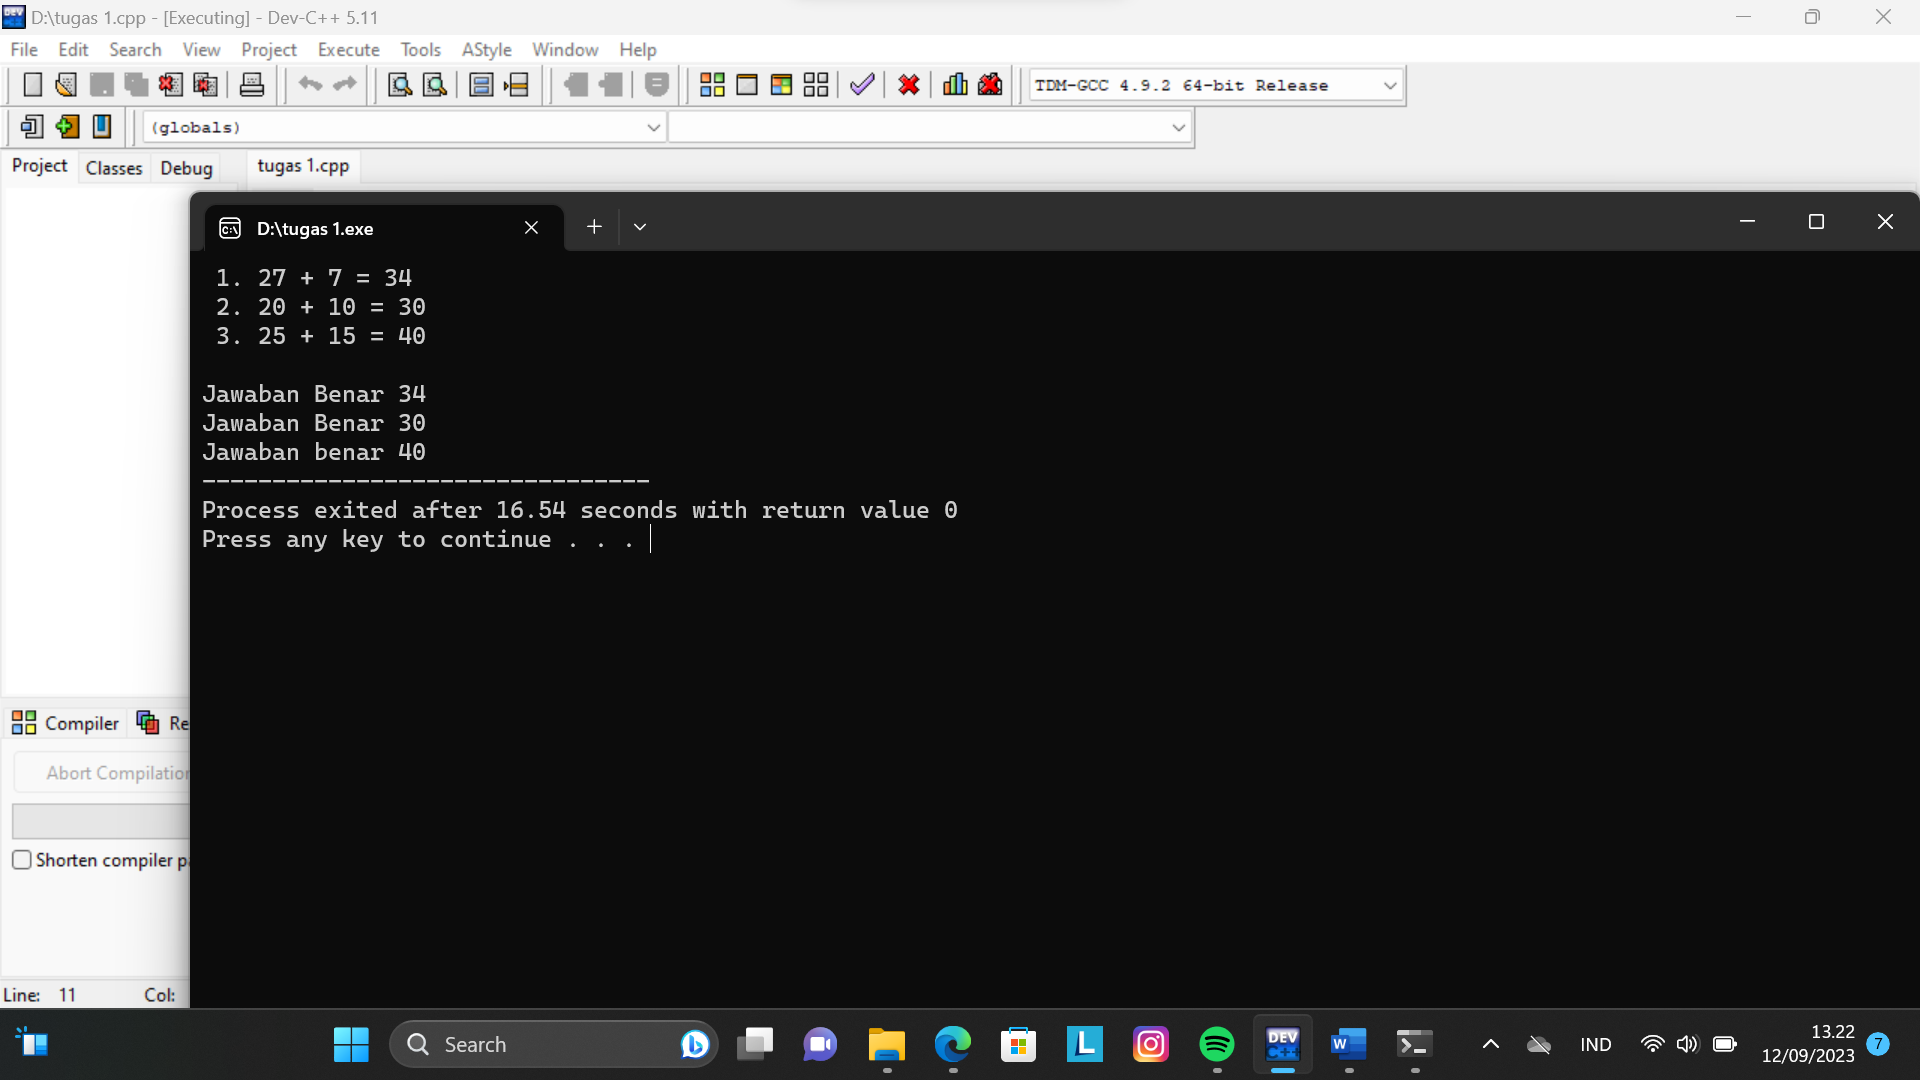 D:\tugas 1.cpp - [Executing] - Dev-C++ 5.11
File Edit Search View Project Execute Tools AStyle Window Help
TDM-GCC 4.9.2 64-bit Release
(globals)
Project Classes Debug tugas 1.cpp
D:\tugas 1.exe
1. 27 + 7 = 34
2. 20 + 10 = 30
3. 25 + 15 = 40
Jawaban Benar 34
Jawaban Benar 30
Jawaban benar 40
--------------------------------
Process exited after 16.54 seconds with return value 0
Press any key to continue . . .
Compiler Re
Abort Compilation
Shorten compiler pa
Line: 11 Col:
Search
L
DEV C++
W
IND
13.22
12/09/2023
7